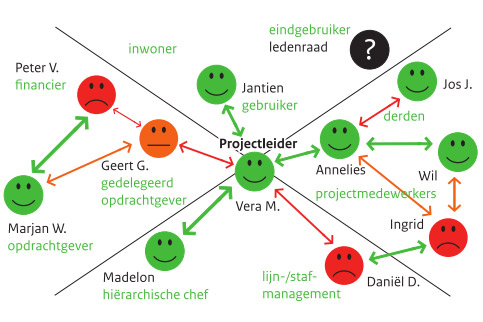 eindgebruiker
ledenraad
?
inwoner
Peter V.
financier
Jantien
gebruiker
Jos J.
derden
Projectleider
Geert G.
gedelegeerd
opdrachtgever
Annelies
Wil
projectmedewerkers
Vera M.
Marjan W.
opdrachtgever
Ingrid
Madelon
hiërarchische chef
lijn-/staf-
management
Daniël D.